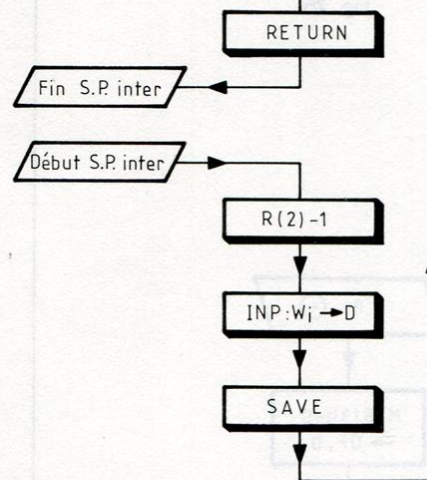 RETURN
Fin S.P. inter
Début S.P. inter
R(2)-1
INP:Wi→D
SAVE